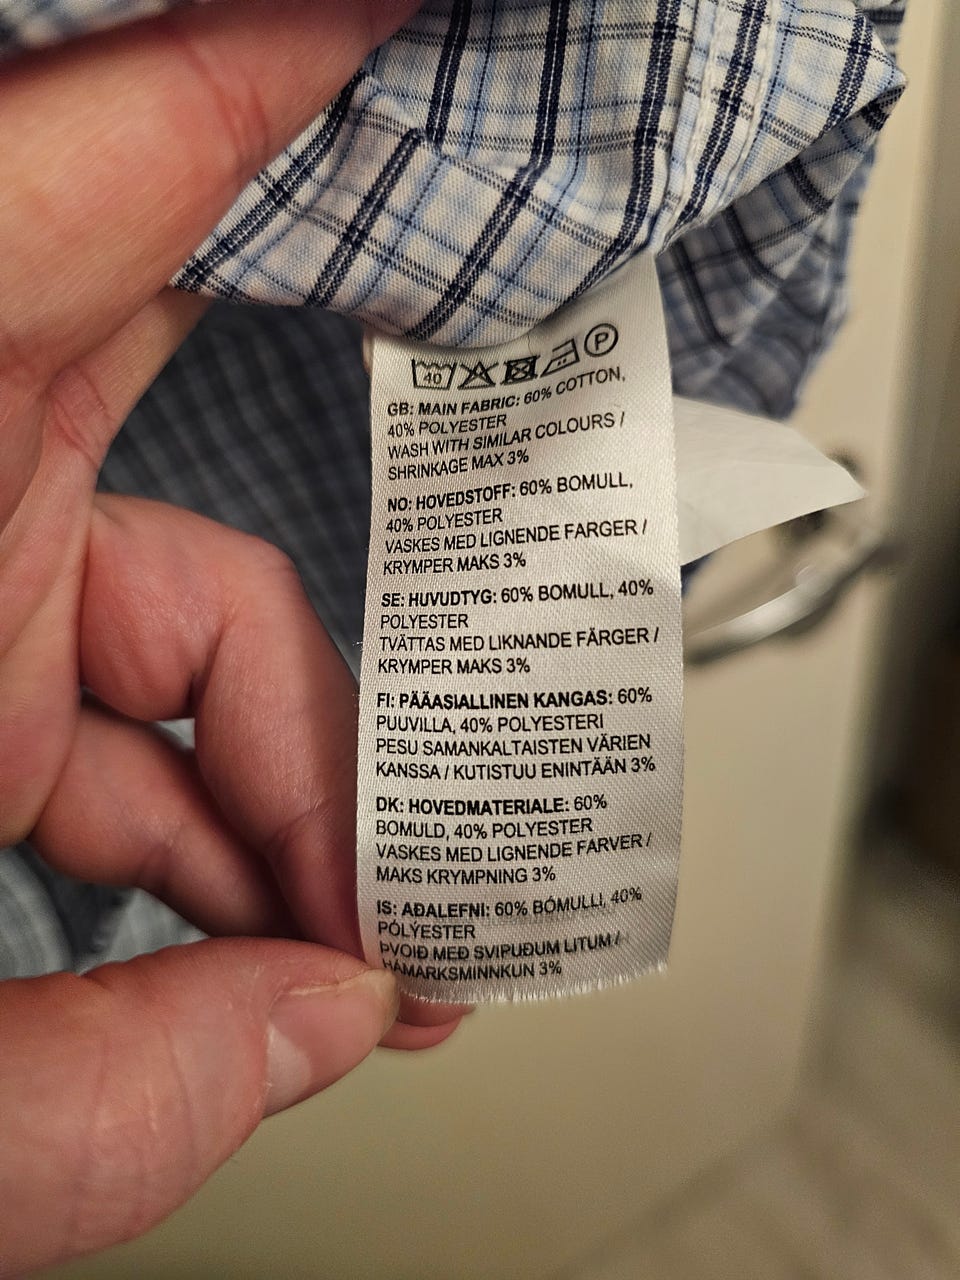 40 P
GB: MAIN FABRIC: 60% COTTON,
40% POLYESTER
WASH WITH SIMILAR COLOURS /
SHRINKAGE MAX 3%
NO: HOVEDSTOFF: 60% BOMULL,
40% POLYESTER
VASKES MED LIGNENDE FARGER /
KRYMPER MAKS 3%
SE: HUVUDTYG: 60% BOMULL, 40%
POLYESTER
TVÄTTAS MED LIKNANDE FÄRGER /
KRYMPER MAKS 3%
FI: PÄÄASIALLINEN KANGAS: 60%
PUUVILLA, 40% POLYESTERI
PESU SAMANKALTAISTEN VÄRIEN
KANSSA / KUTISTUU ENINTÄÄN 3%
DK: HOVEDMATERIALE: 60%
BOMULD, 40% POLYESTER
VASKES MED LIGNENDE FARVER /
MAKS KRYMPNING 3%
IS: AÐALEFNI: 60% BÓMULLI, 40%
PÓLÝESTER
ÞVOIÐ MEÐ SVIPUÐUM LITUM /
HÁMARKSMINNKUN 3%